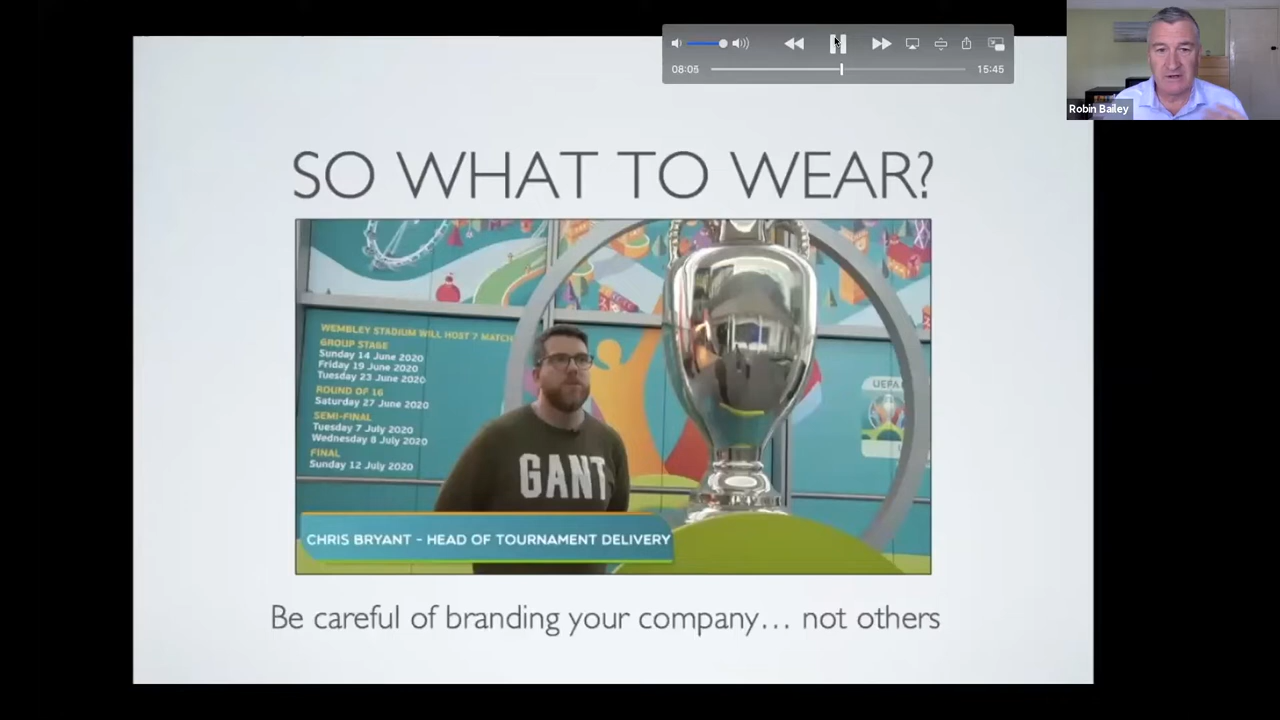 08:05
15:45
Robin Bailey
SO WHAT TO WEAR?
WEMBLEY STADIUM WILL HOST 7 MATCH
GROUP STAGE
Sunday 14 June 2020
Friday 19 June 2020
Tuesday 23 June 2020
ROUND OF 16
Saturday 27 June 2020
SEMI-FINAL
Tuesday 7 July 2020
Wednesday 8 July 2020
FINAL
Sunday 12 July 2020
UEFA
GANT
CHRIS BRYANT - HEAD OF TOURNAMENT DELIVERY
Be careful of branding your company... not others